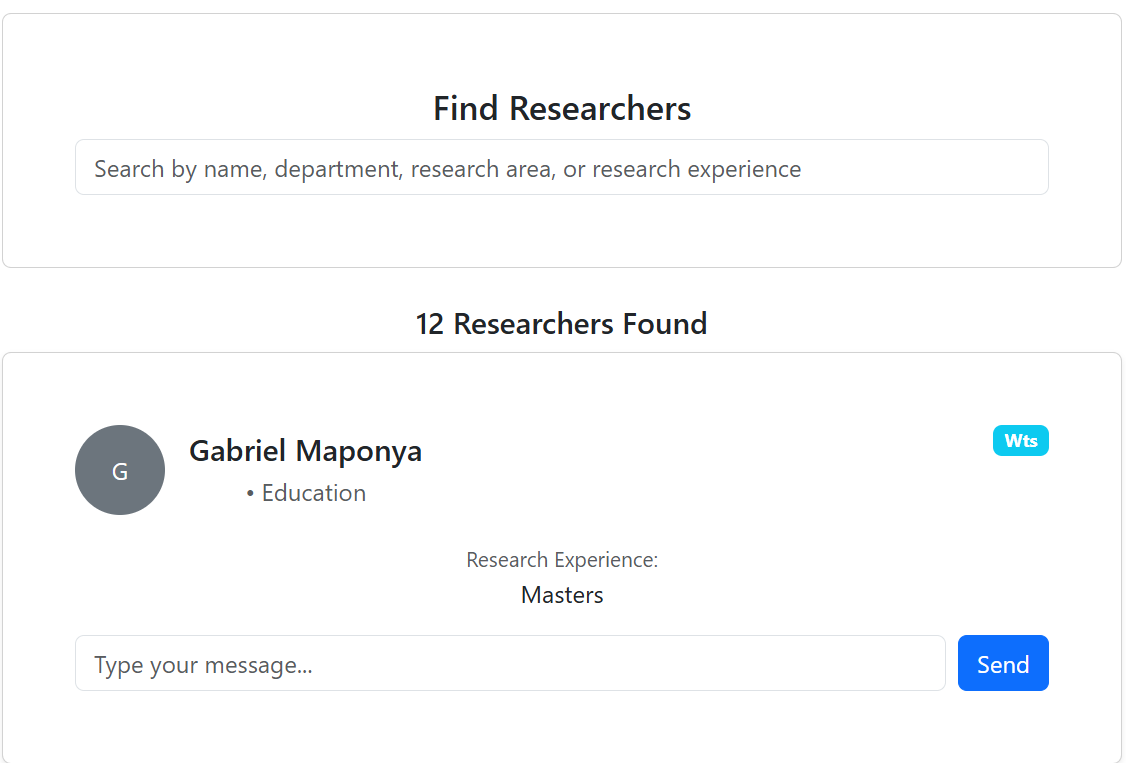 Find Researchers
Search by name, department, research area, or research experience
12 Researchers Found
G
Gabriel Maponya
Wts
• Education
Research Experience:
Masters
Type your message...
Send